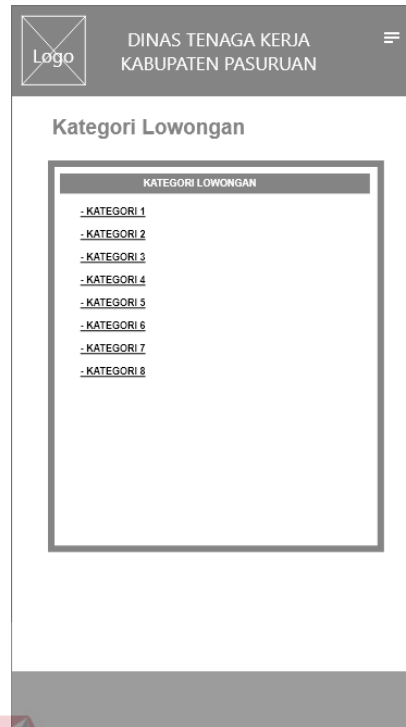 Logo
DINAS TENAGA KERJA
KABUPATEN PASURUAN
Kategori Lowongan
KATEGORI LOWONGAN
- KATEGORI 1
- KATEGORI 2
- KATEGORI 3
- KATEGORI 4
- KATEGORI 5
- KATEGORI 6
- KATEGORI 7
- KATEGORI 8